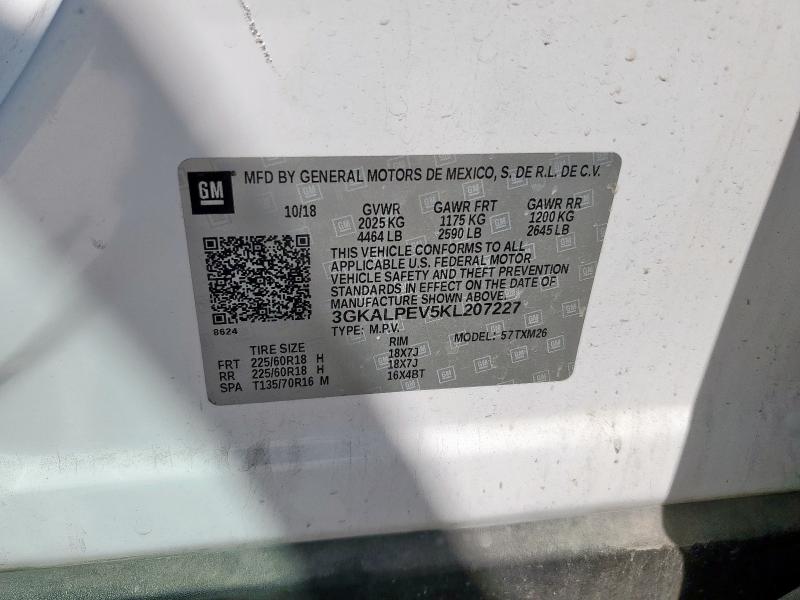 GM MFD BY GENERAL MOTORS DE MEXICO, S. DE R.L. DE C.V.
10/18 GVWR GAWR FRT GAWR RR
2025 KG 1175 KG 1200 KG
4464 LB 2590 LB 2645 LB
THIS VEHICLE CONFORMS TO ALL
APPLICABLE U.S. FEDERAL MOTOR
VEHICLE SAFETY AND THEFT PREVENTION
STANDARDS IN EFFECT ON THE DATE OF
MANUFACTURE SHOWN ABOVE.
3GKALPEV5KL207227
8624 TYPE: M.P.V. MODEL: 57TXM26
TIRE SIZE RIM
FRT 225/60R18 H 18X7J
RR 225/60R18 H 18X7J
SPA T135/70R16 M 16X4BT